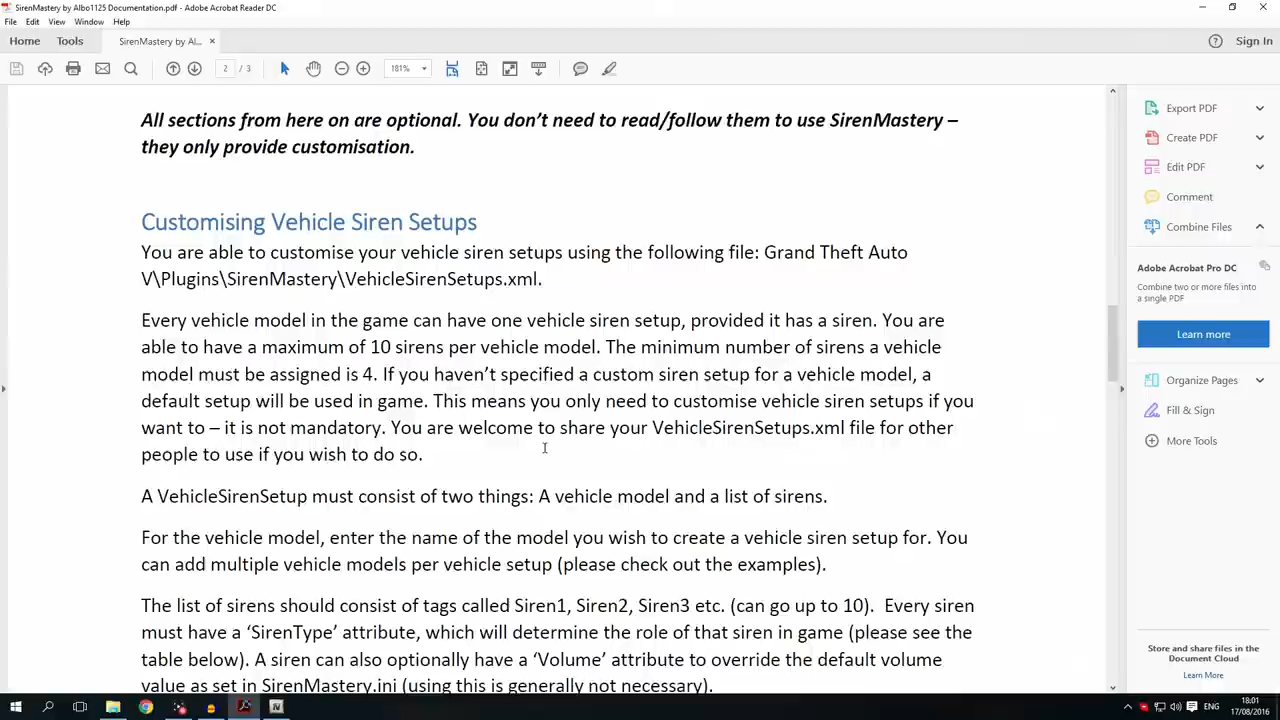 SirenMastery by Albo1125 Documentation.pdf - Adobe Acrobat Reader DC
File Edit View Window Help
Home Tools SirenMastery by Al... × Sign In
2 / 3 181%
All sections from here on are optional. You don't need to read/follow them to use SirenMastery –
they only provide customisation.
Customising Vehicle Siren Setups
You are able to customise your vehicle siren setups using the following file: Grand Theft Auto
V\Plugins\SirenMastery\VehicleSirenSetups.xml.
Every vehicle model in the game can have one vehicle siren setup, provided it has a siren. You are
able to have a maximum of 10 sirens per vehicle model. The minimum number of sirens a vehicle
model must be assigned is 4. If you haven't specified a custom siren setup for a vehicle model, a
default setup will be used in game. This means you only need to customise vehicle siren setups if you
want to – it is not mandatory. You are welcome to share your VehicleSirenSetups.xml file for other
people to use if you wish to do so.
A VehicleSirenSetup must consist of two things: A vehicle model and a list of sirens.
For the vehicle model, enter the name of the model you wish to create a vehicle siren setup for. You
can add multiple vehicle models per vehicle setup (please check out the examples).
The list of sirens should consist of tags called Siren1, Siren2, Siren3 etc. (can go up to 10). Every siren
must have a 'SirenType' attribute, which will determine the role of that siren in game (please see the
table below). A siren can also optionally have a 'Volume' attribute to override the default volume
value as set in SirenMastery.ini (using this is generally not necessary).
Export PDF
Create PDF
Edit PDF
Comment
Combine Files
Adobe Acrobat Pro DC
Combine two or more files into
a single PDF
Learn more
Organize Pages
Fill & Sign
More Tools
Store and share files in the
Document Cloud
Learn More
ENG
18.01
17/08/2016